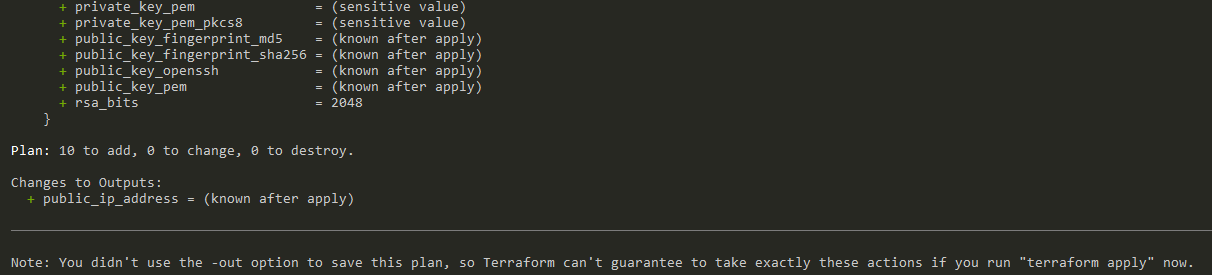 + private_key_pem = (sensitive value)
+ private_key_pem_pkcs8 = (sensitive value)
+ public_key_fingerprint_md5 = (known after apply)
+ public_key_fingerprint_sha256 = (known after apply)
+ public_key_openssh = (known after apply)
+ public_key_pem = (known after apply)
+ rsa_bits = 2048
}
Plan: 10 to add, 0 to change, 0 to destroy.
Changes to Outputs:
+ public_ip_address = (known after apply)
Note: You didn't use the -out option to save this plan, so Terraform can't guarantee to take exactly these actions if you run "terraform apply" now.